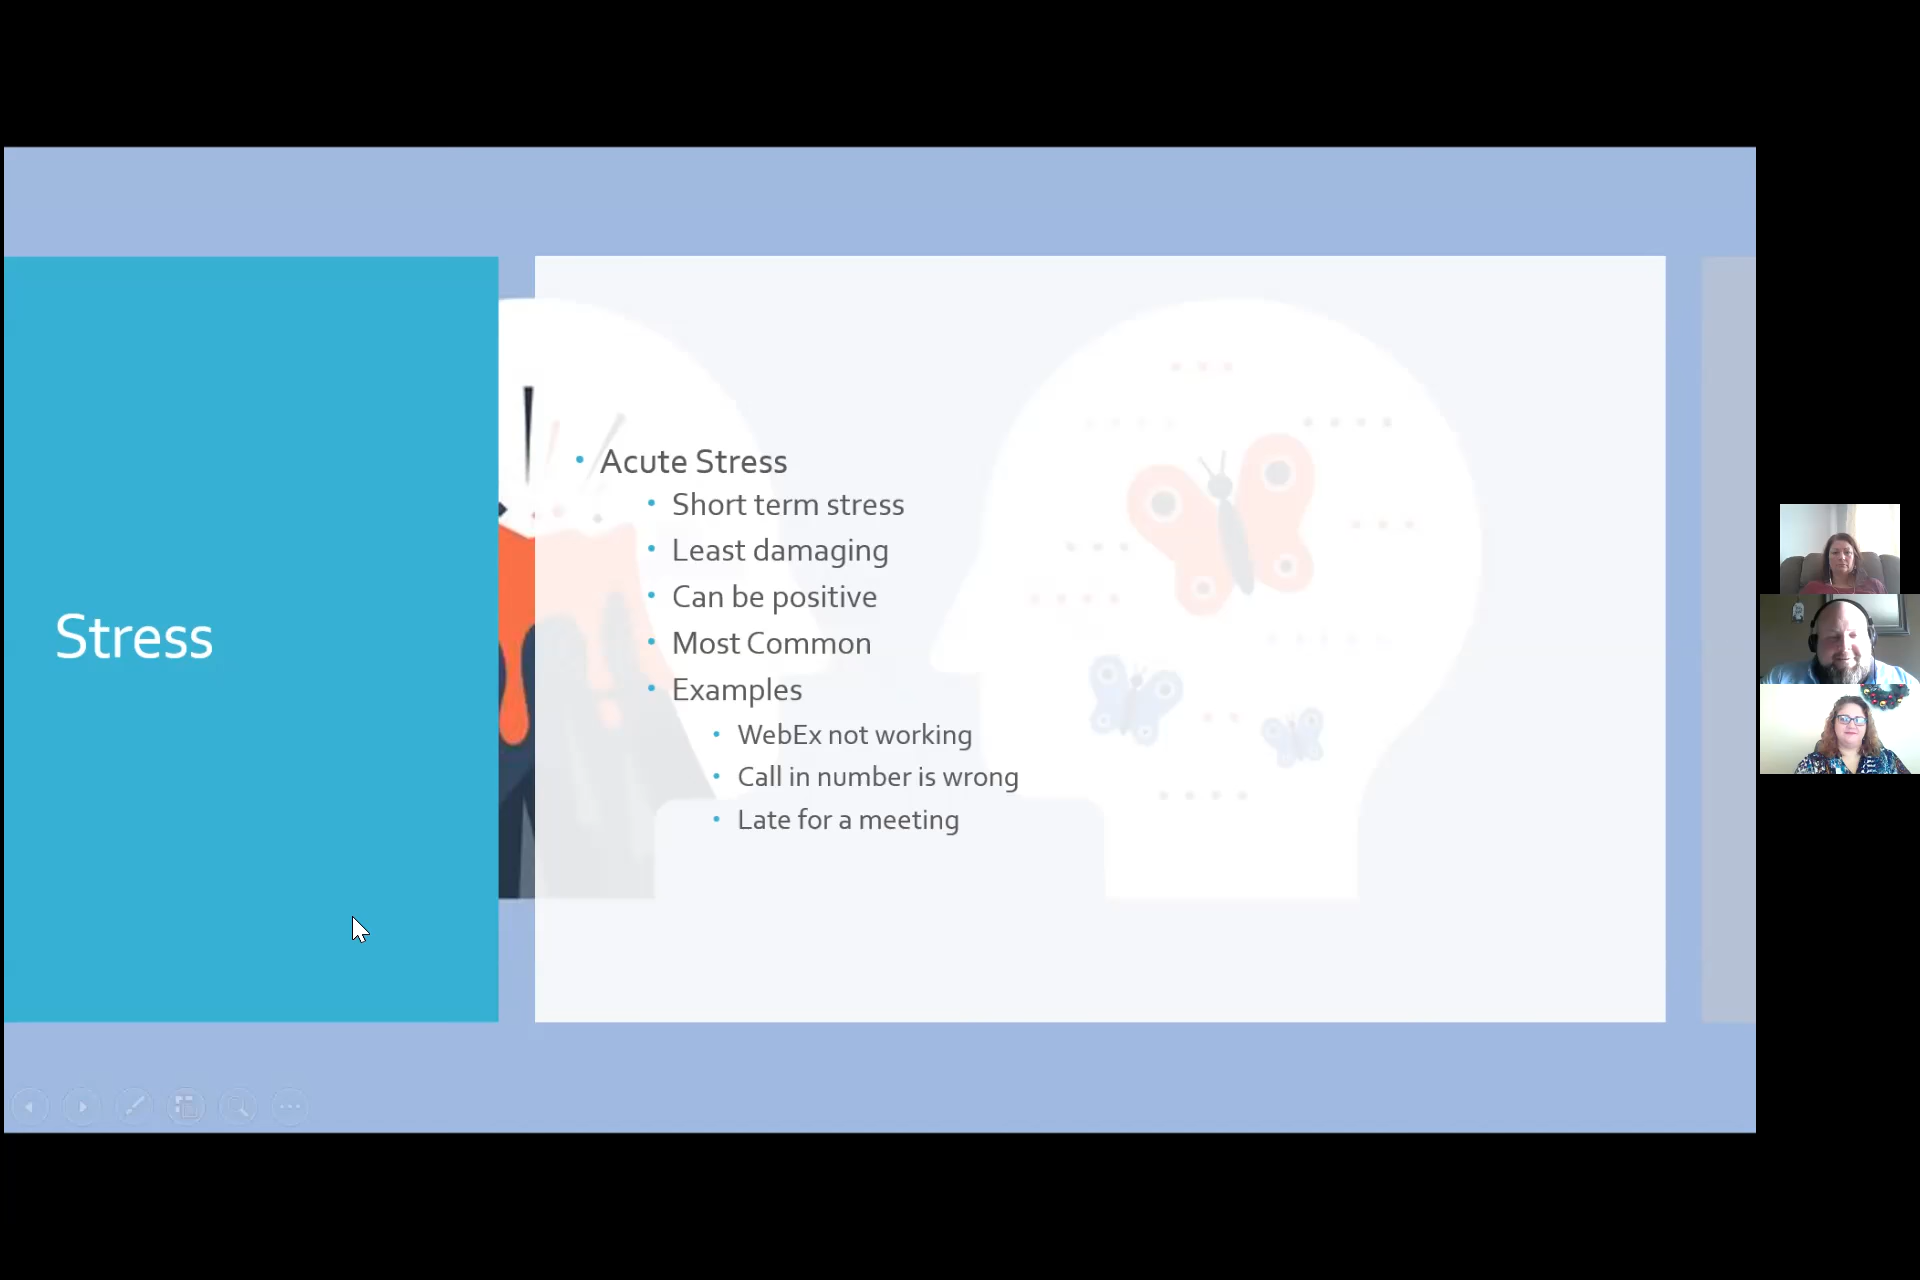 Stress
Acute Stress
Short term stress
Least damaging
Can be positive
Most Common
Examples
WebEx not working
Call in number is wrong
Late for a meeting